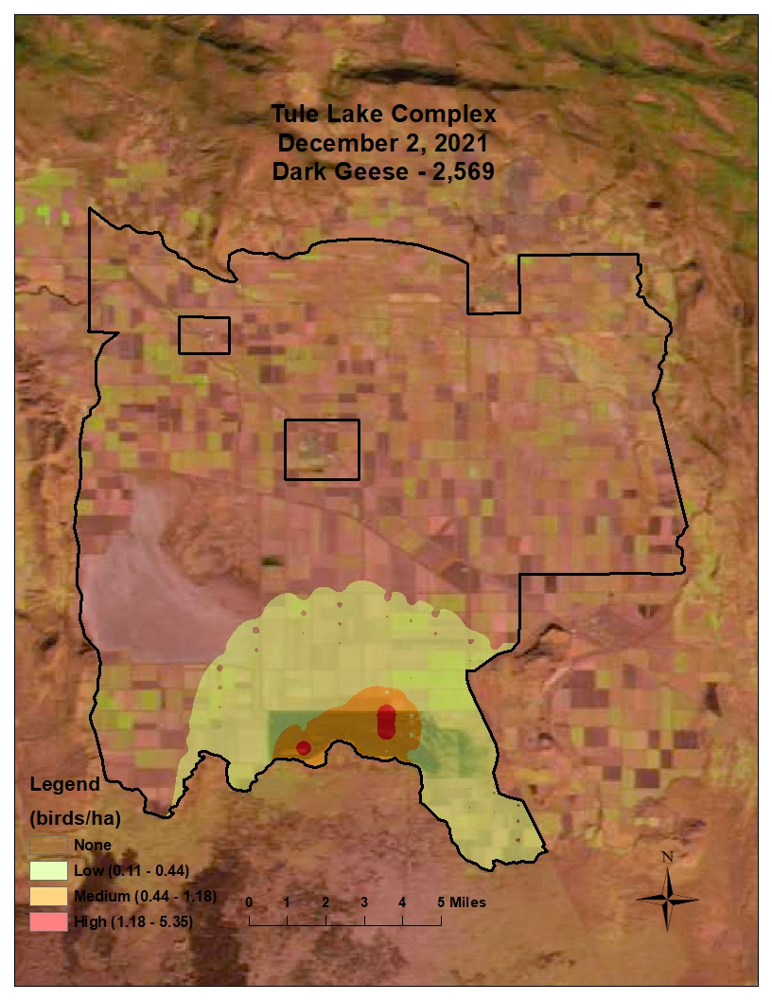 Tule Lake Complex
December 2, 2021
Dark Geese - 2,569
Legend
(birds/ha)
None
Low (0.11 - 0.44)
Medium (0.44 - 1.18)
High (1.18 - 5.35)
0 1 2 3 4 5 Miles
N